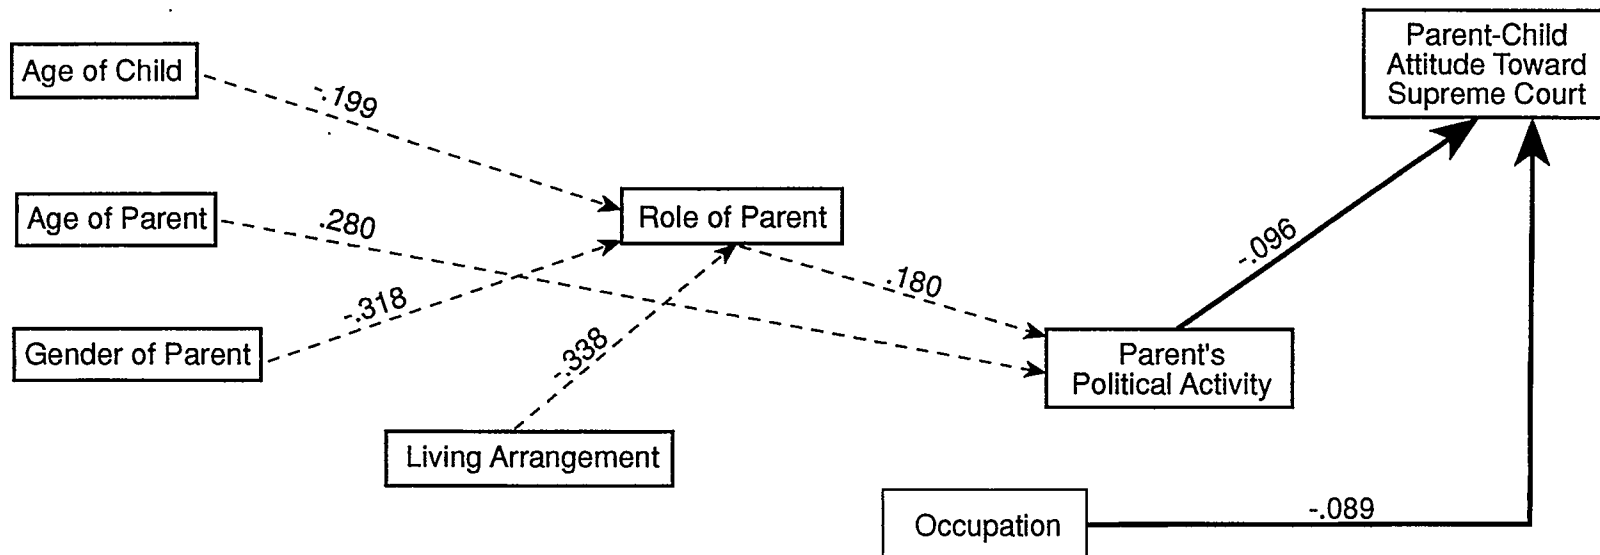 Parent-Child
Attitude Toward
Supreme Court
Age of Child
-.199
Age of Parent
.280
Role of Parent
.180
-.096
Gender of Parent
-.318
-.338
Parent's
Political Activity
Living Arrangement
Occupation
-.089